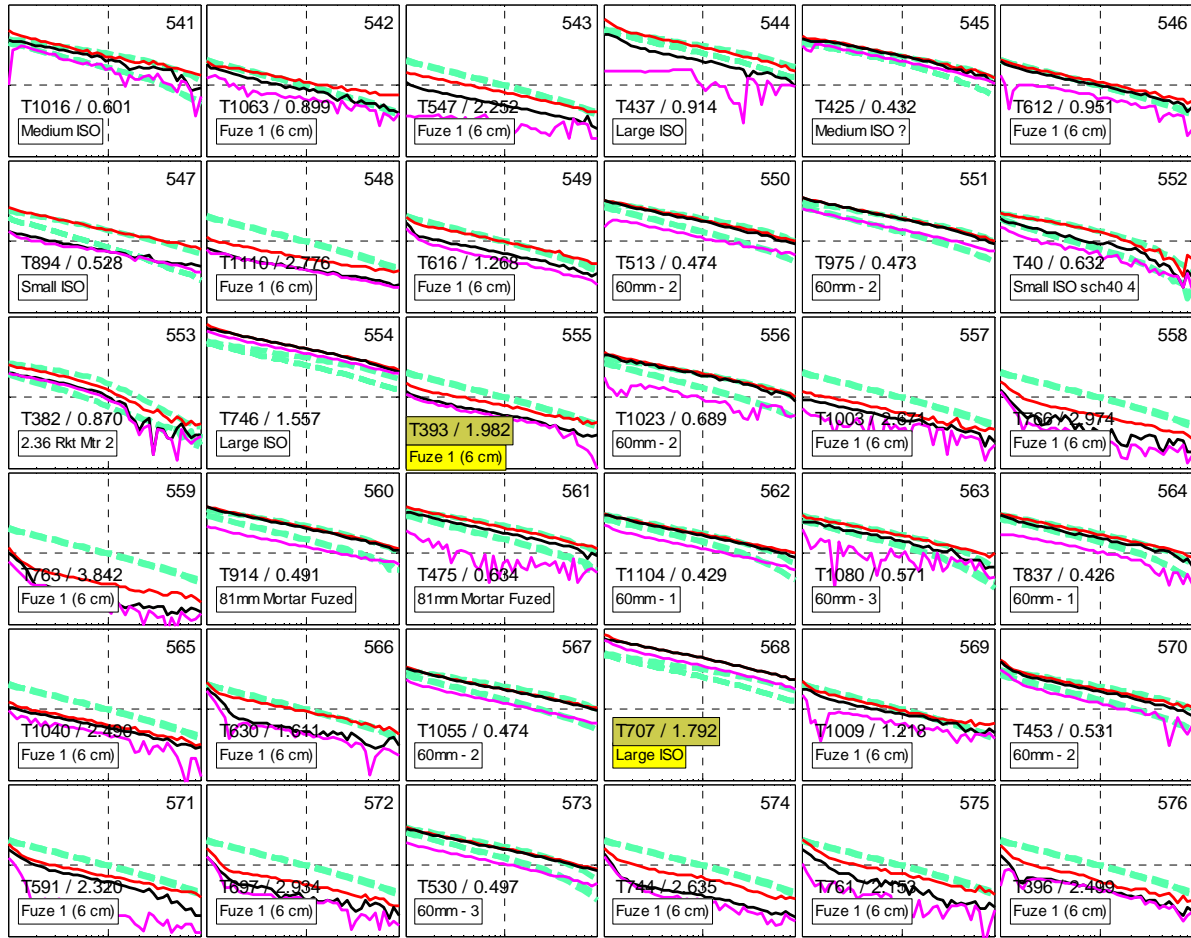 541
T1016 / 0.601
Medium ISO
542
T1063 / 1.899
Fuze 1 (6 cm)
543
T547 / 2.252
Fuze 1 (6 cm)
544
T437 / 0.914
Large ISO
545
T425 / 0.432
Medium ISO ?
546
T612 / 0.951
Fuze 1 (6 cm)
547
T894 / 0.528
Small ISO
548
T1110 / 2.776
Fuze 1 (6 cm)
549
T616 / 1.268
Fuze 1 (6 cm)
550
T513 / 0.474
60mm - 2
551
T975 / 0.473
60mm - 2
552
T40 / 0.632
Small ISO sch40 4
553
T382 / 0.870
2.36 Rkt Mtr 2
554
T746 / 1.557
Large ISO
555
T393 / 1.982
Fuze 1 (6 cm)
556
T1023 / 0.689
60mm - 2
557
T1003 / 2.671
Fuze 1 (6 cm)
558
T766 / 2.974
Fuze 1 (6 cm)
559
T763 / 3.842
Fuze 1 (6 cm)
560
T914 / 0.491
81mm Mortar Fuzed
561
T475 / 0.634
81mm Mortar Fuzed
562
T1104 / 0.429
60mm - 1
563
T1080 / 0.571
60mm - 3
564
T837 / 0.426
60mm - 1
565
T1040 / 2.490
Fuze 1 (6 cm)
566
T630 / 1.611
Fuze 1 (6 cm)
567
T1055 / 0.474
60mm - 2
568
T707 / 1.792
Large ISO
569
T1009 / 1.218
Fuze 1 (6 cm)
570
T453 / 0.531
60mm - 2
571
T591 / 2.320
Fuze 1 (6 cm)
572
T697 / 2.934
Fuze 1 (6 cm)
573
T530 / 0.497
60mm - 3
574
T744 / 2.635
Fuze 1 (6 cm)
575
T761 / 2.153
Fuze 1 (6 cm)
576
T396 / 2.499
Fuze 1 (6 cm)